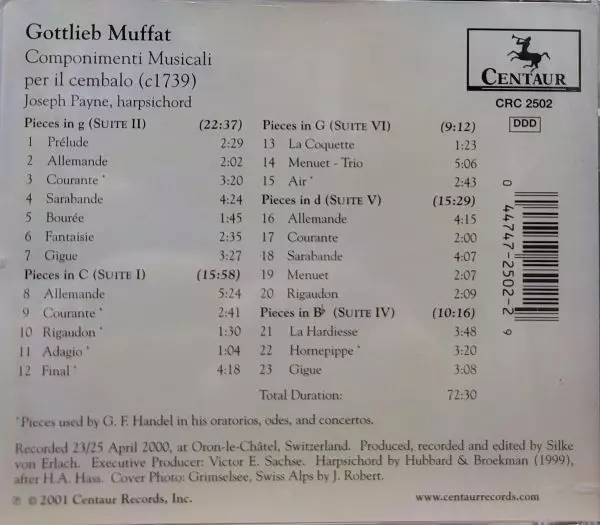 Gottlieb Muffat
Componimenti Musicali
per il cembalo (c1739)
Joseph Payne, harpsichord
CENTAUR
CRC 2502
DDD
Pieces in g (SUITE II) (22:37)
1 Prélude 2:29
2 Allemande 2:02
3 Courante * 3:20
4 Sarabande 4:24
5 Bourée 1:45
6 Fantaisie 2:35
7 Gigue 3:27
Pieces in C (SUITE I) (15:58)
8 Allemande 5:24
9 Courante * 2:41
10 Rigaudon * 1:30
11 Adagio * 1:04
12 Final * 4:18
Pieces in G (SUITE VI) (9:12)
13 La Coquette 1:23
14 Menuet - Trio 5:06
15 Air * 2:43
Pieces in d (SUITE V) (15:29)
16 Allemande 4:15
17 Courante 2:00
18 Sarabande 4:07
19 Menuet 2:07
20 Rigaudon 2:09
Pieces in B♭ (SUITE IV) (10:16)
21 La Hardiesse 3:48
22 Hornepippe * 3:20
23 Gigue 3:08
Total Duration: 72:30
0 44747-2502-2 9
*Pieces used by G. F. Handel in his oratorios, odes, and concertos.
Recorded 23/25 April 2000, at Oron-le-Châtel, Switzerland. Produced, recorded and edited by Silke
von Erlach. Executive Producer: Victor E. Sachse. Harpsichord by Hubbard & Broekman (1999),
after H.A. Hass. Cover Photo: Grimselsee, Swiss Alps by J. Robert.
℗ © 2001 Centaur Records, Inc.
www.centaurrecords.com